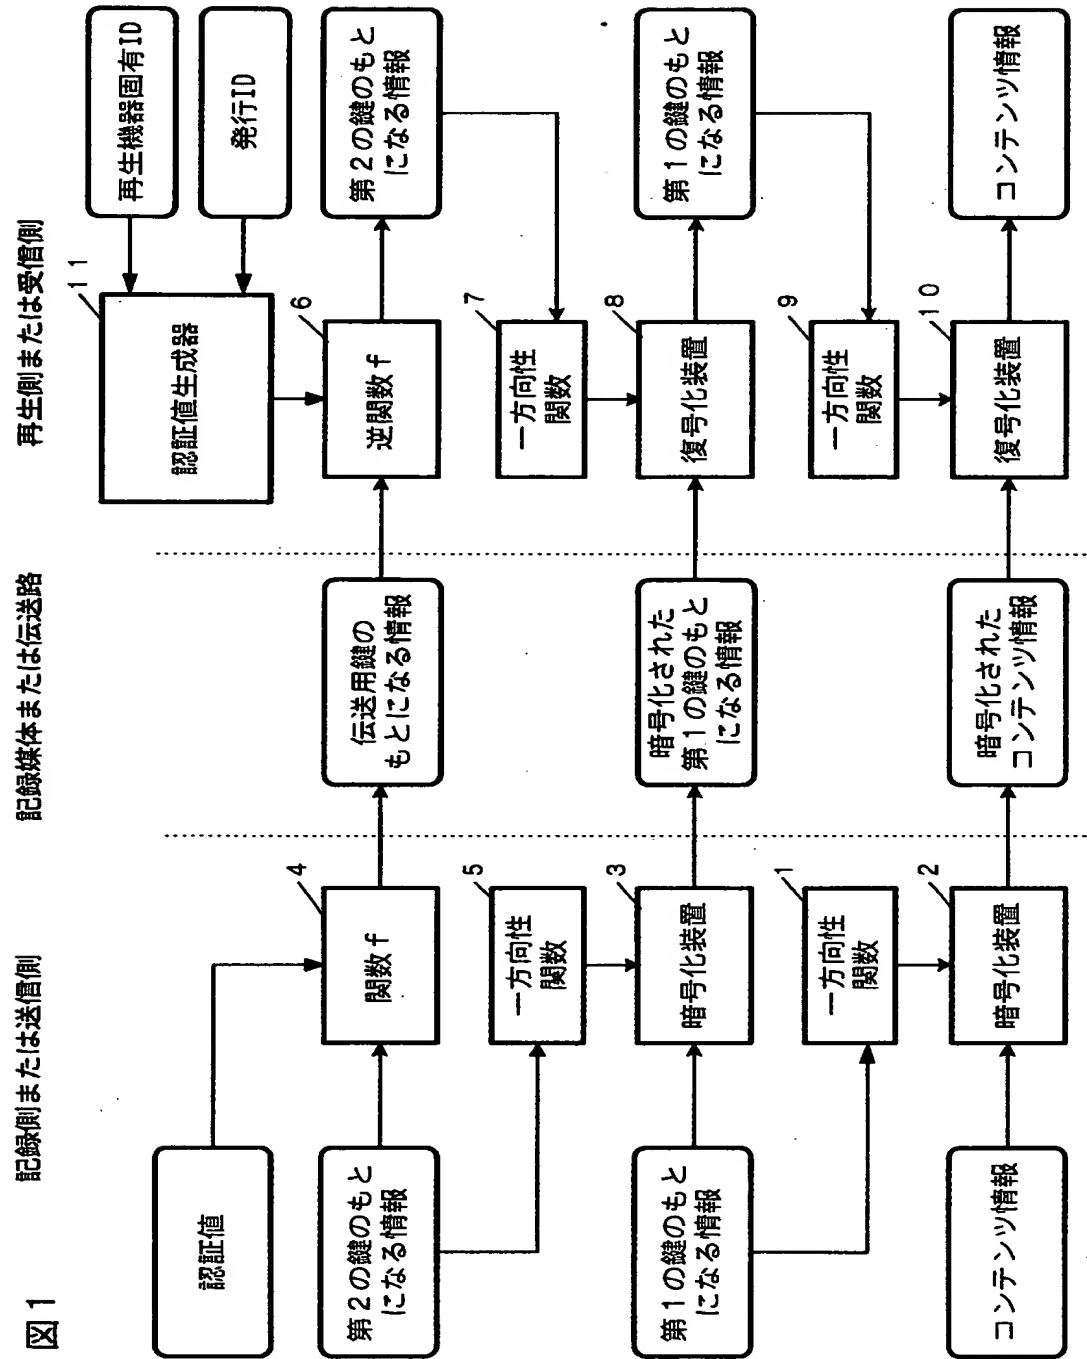 図1
記録側または送信側
記録媒体または伝送路
再生側または受信側
認証値
11
認証値生成器
再生機器固有ID
発行ID
第2の鍵のもと
になる情報
4
関数f
伝送用鍵の
もとになる情報
6
逆関数f
第2の鍵のもと
になる情報
5
一方向性
関数
7
一方向性
関数
第1の鍵のもと
になる情報
3
暗号化装置
暗号化された
第1の鍵のもと
になる情報
8
復号化装置
第1の鍵のもと
になる情報
1
一方向性
関数
9
一方向性
関数
コンテンツ情報
2
暗号化装置
暗号化された
コンテンツ情報
10
復号化装置
コンテンツ情報